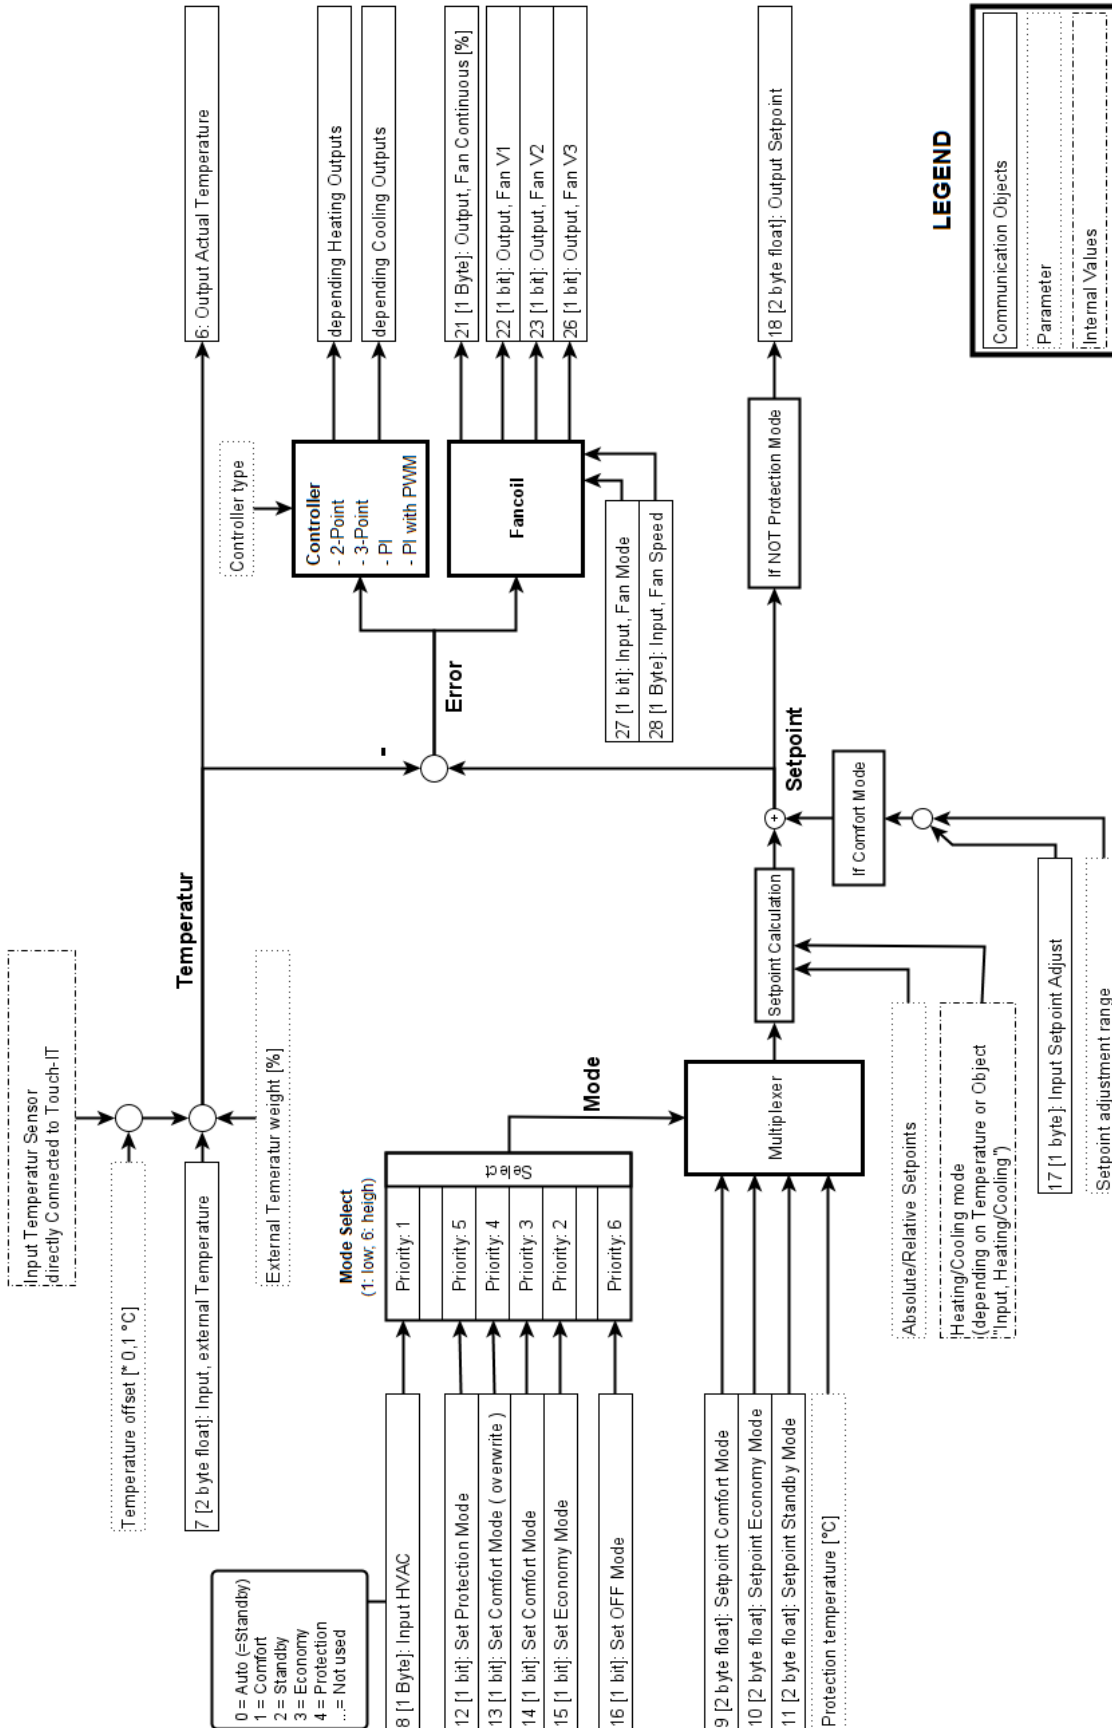 Input Temperatur Sensor
directly Connected to Touch-IT
Temperature offset [* 0,1 °C]
7 [2 byte float]: Input, external Temperature
External Temeratur weight [%]
Temperatur
6: Output Actual Temperature
0 = Auto (=Standby)
1 = Comfort
2 = Standby
3 = Economy
4 = Protection
...= Not used
8 [1 Byte]: Input HVAC
12 [1 bit]: Set Protection Mode
13 [1 bit]: Set Comfort Mode ( overwrite )
14 [1 bit]: Set Comfort Mode
15 [1 bit]: Set Economy Mode
16 [1 bit]: Set OFF Mode
Mode Select
(1: low; 6: heigh)
Priority: 1
Priority: 5
Priority: 4
Priority: 3
Priority: 2
Priority: 6
Select
Mode
9 [2 byte float]: Setpoint Comfort Mode
10 [2 byte float]: Setpoint Economy Mode
11 [2 byte float]: Setpoint Standby Mode
Protection temperature [°C]
Multiplexer
Setpoint Calculation
Absolute/Relative Setpoints
Heating/Cooling mode
(depending on Temperature or Object
"Input, Heating/Cooling")
17 [1 byte]: Input Setpoint Adjust
Setpoint adjustment range
If Comfort Mode
+
Setpoint
-
Error
Controller type
Controller
- 2-Point
- 3-Point
- PI
- PI with PWM
depending Heating Outputs
depending Cooling Outputs
Fancoil
21 [1 Byte]: Output, Fan Continuous [%]
22 [1 bit]: Output, Fan V1
23 [1 bit]: Output, Fan V2
26 [1 bit]: Output, Fan V3
27 [1 bit]: Input, Fan Mode
28 [1 Byte]: Input, Fan Speed
If NOT Protection Mode
18 [2 byte float]: Output Setpoint
LEGEND
Communication Objects
Parameter
Internal Values